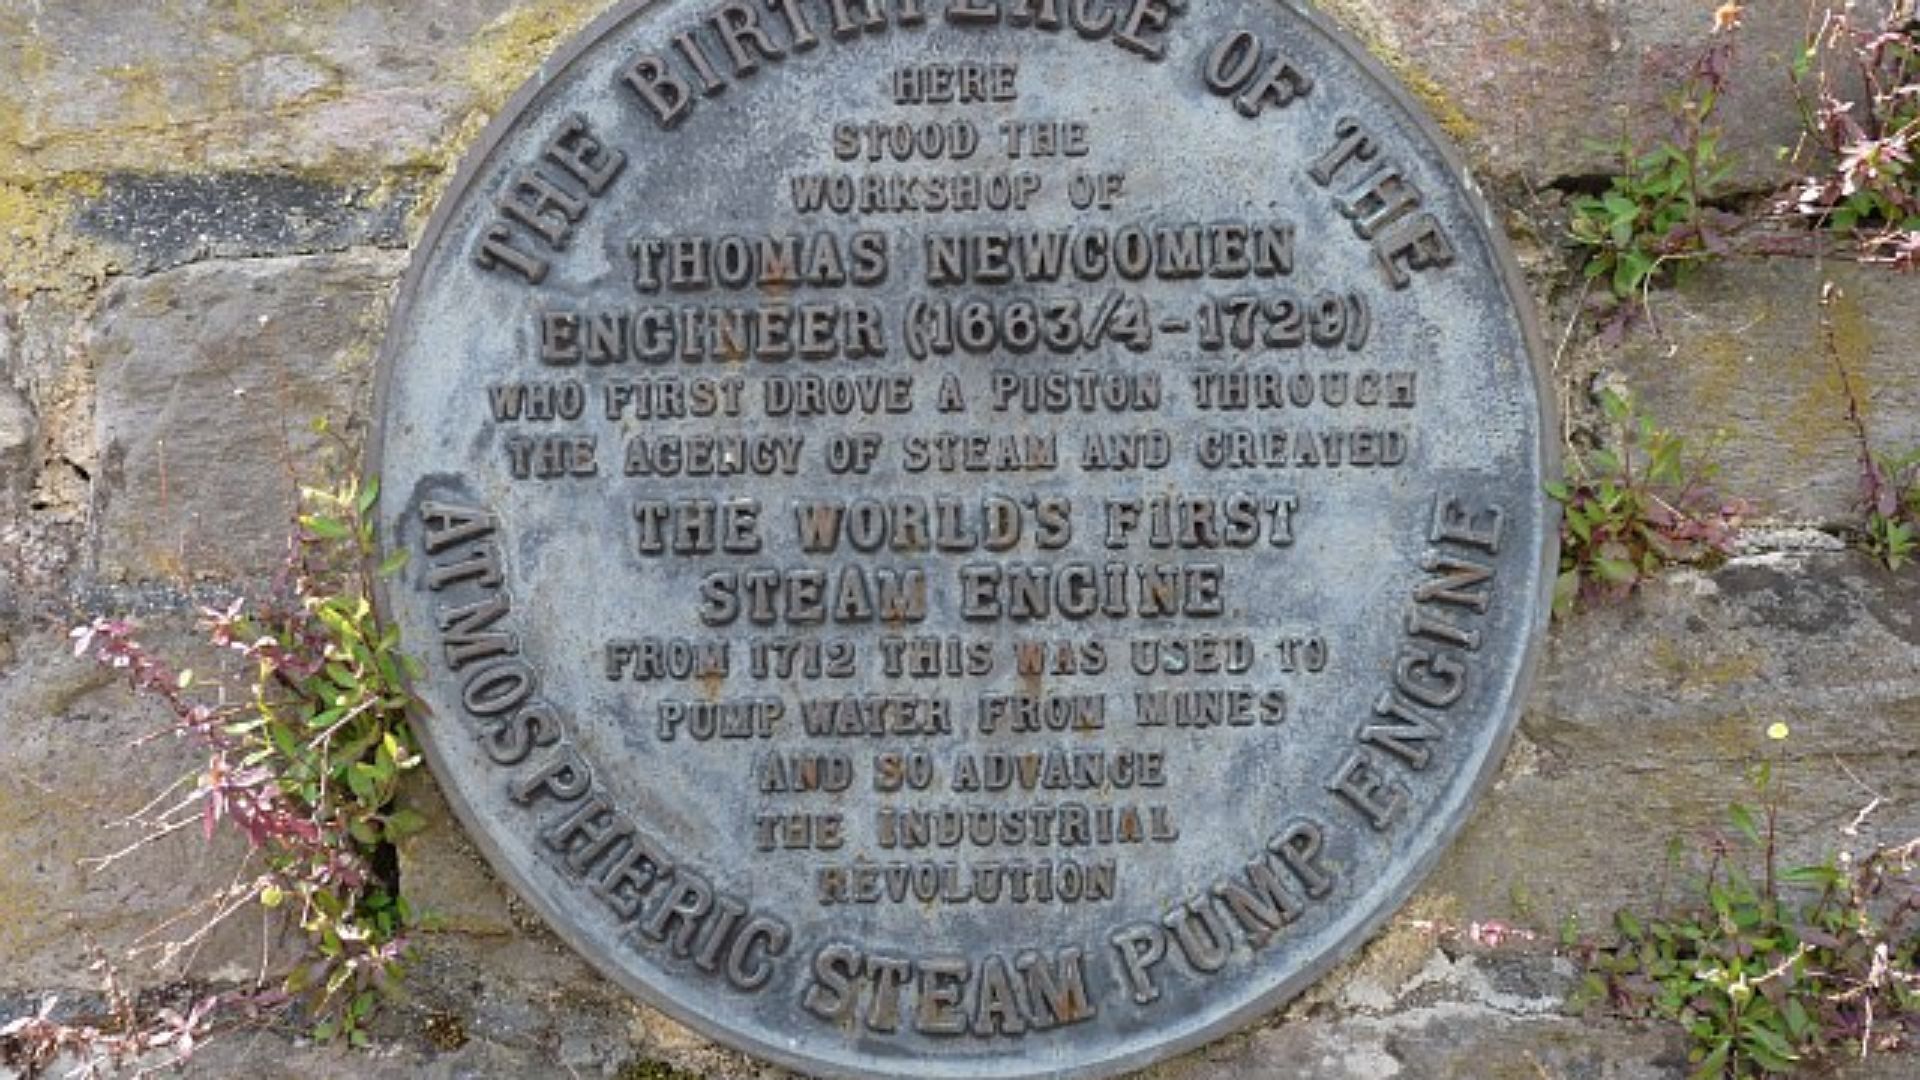 THE BIRTHPLACE OF THE
HERE
STOOD THE
WORKSHOP OF
THOMAS NEWCOMEN
ENGINEER (1663/4-1729)
WHO FIRST DROVE A PISTON THROUGH
THE AGENCY OF STEAM AND CREATED
THE WORLD'S FIRST
STEAM ENGINE
FROM 1712 THIS WAS USED TO
PUMP WATER FROM MINES
AND SO ADVANCE
THE INDUSTRIAL
REVOLUTION
ATMOSPHERIC STEAM PUMP ENGINE